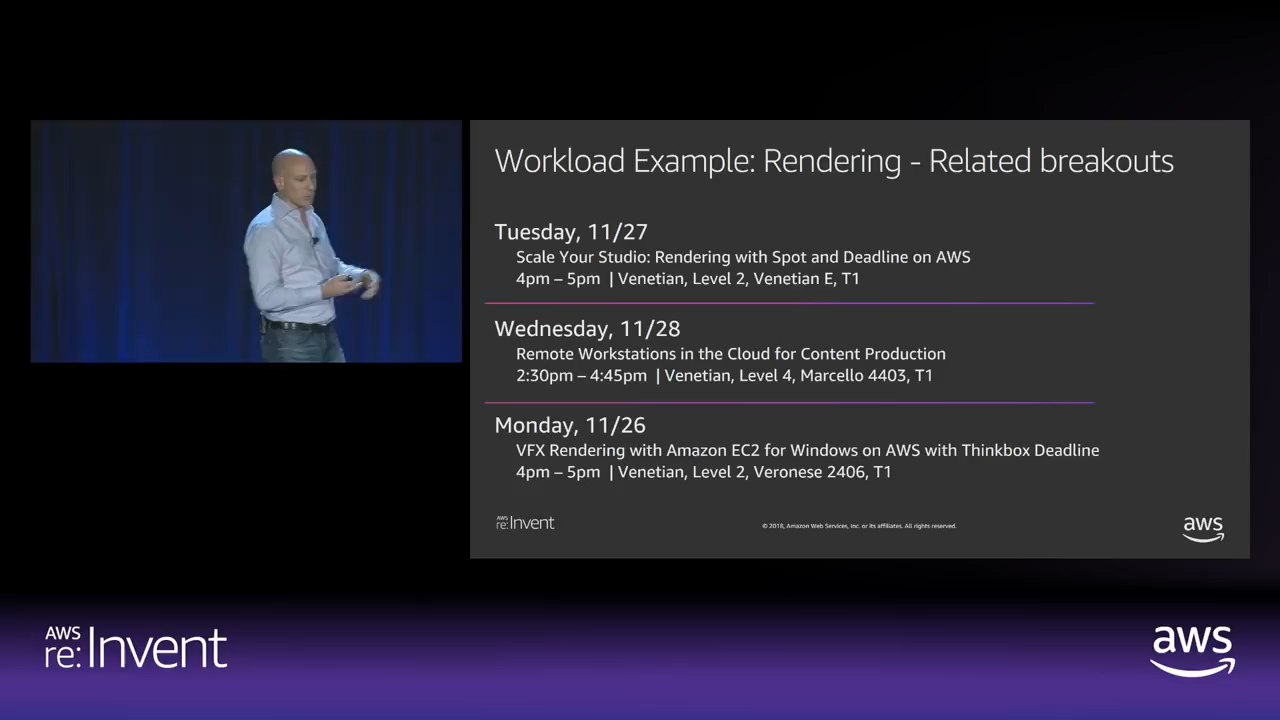 Workload Example: Rendering - Related breakouts
Tuesday, 11/27
Scale Your Studio: Rendering with Spot and Deadline on AWS
4pm – 5pm | Venetian, Level 2, Venetian E, T1
Wednesday, 11/28
Remote Workstations in the Cloud for Content Production
2:30pm – 4:45pm | Venetian, Level 4, Marcello 4403, T1
Monday, 11/26
VFX Rendering with Amazon EC2 for Windows on AWS with Thinkbox Deadline
4pm – 5pm | Venetian, Level 2, Veronese 2406, T1
AWS
re:Invent
© 2018, Amazon Web Services, Inc. or its affiliates. All rights reserved.
aws
AWS
re:Invent
aws